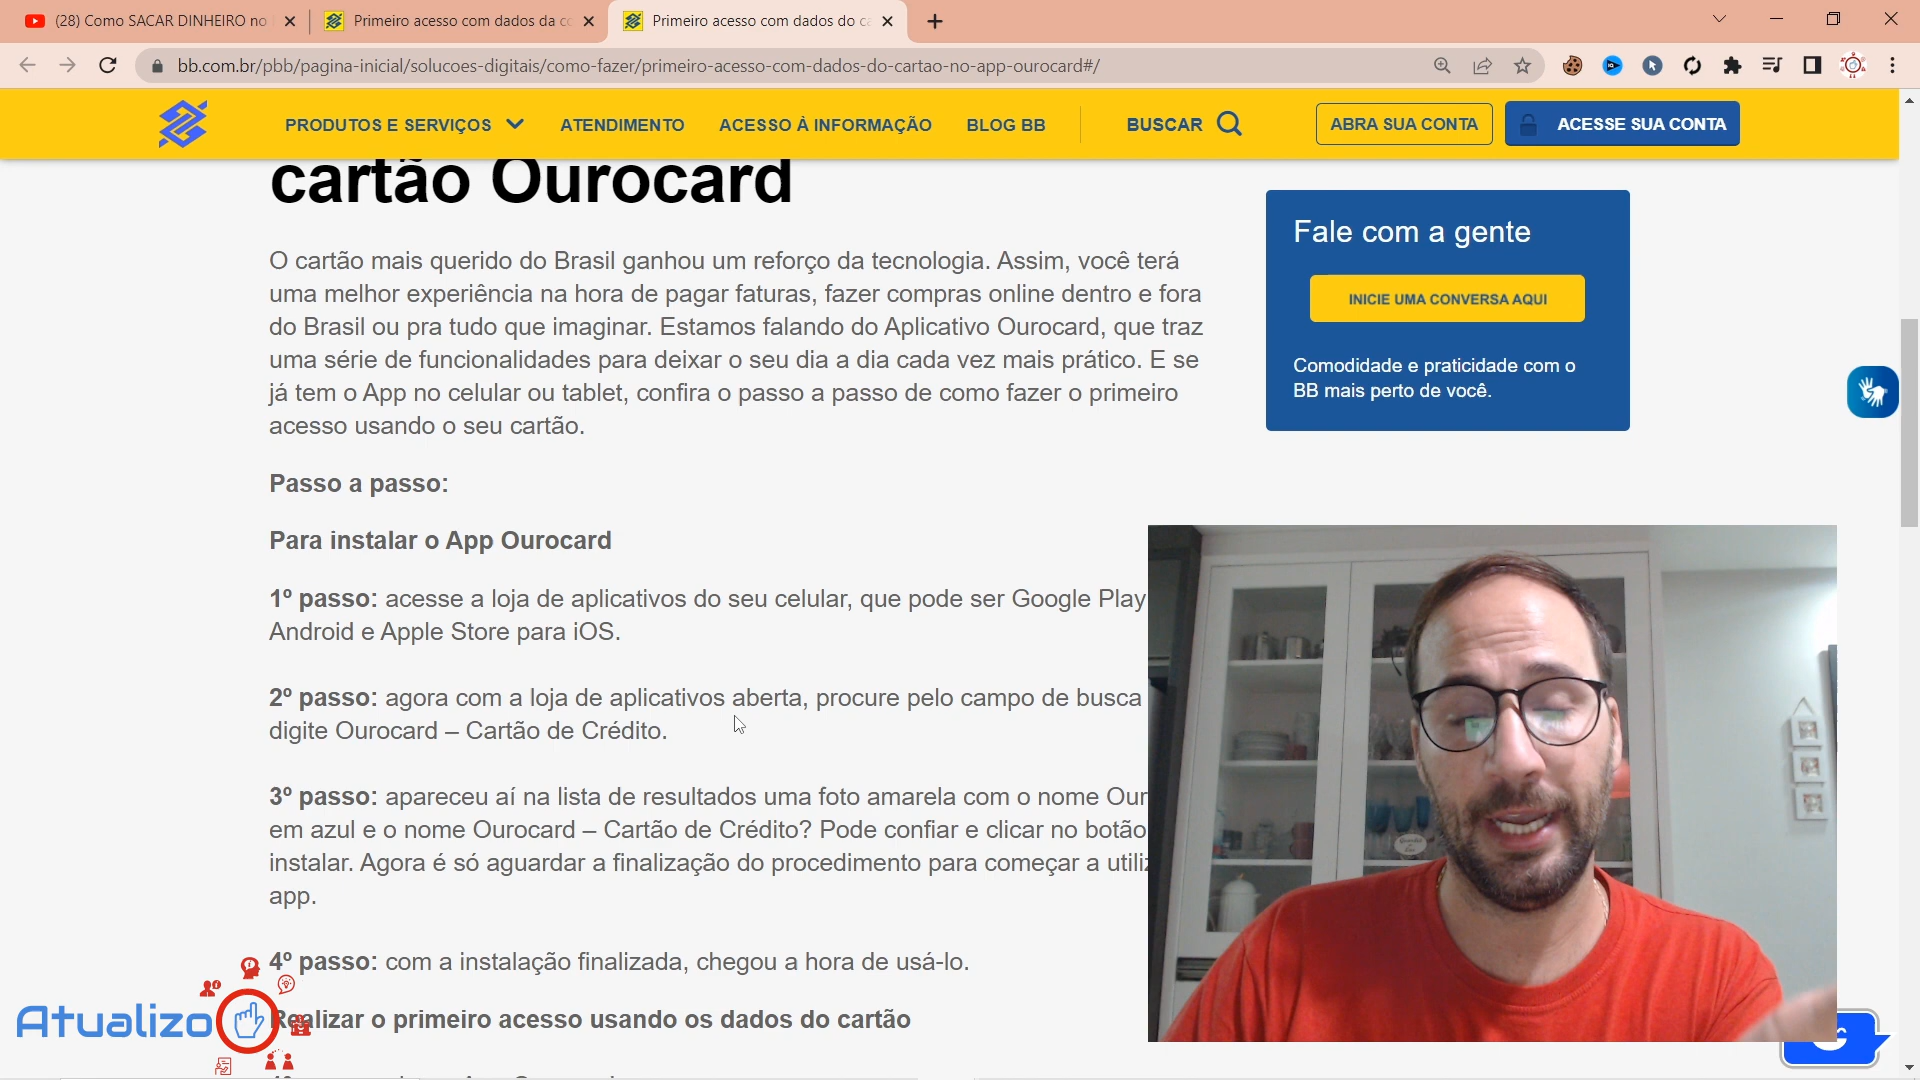 (28) Como SACAR DINHEIRO no
Primeiro acesso com dados da co
Primeiro acesso com dados do ca
bb.com.br/pbb/pagina-inicial/solucoes-digitais/como-fazer/primeiro-acesso-com-dados-do-cartao-no-app-ourocard#/
PRODUTOS E SERVIÇOS
ATENDIMENTO
ACESSO À INFORMAÇÃO
BLOG BB
BUSCAR
ABRA SUA CONTA
ACESSE SUA CONTA
cartão Ourocard
O cartão mais querido do Brasil ganhou um reforço da tecnologia. Assim, você terá
uma melhor experiência na hora de pagar faturas, fazer compras online dentro e fora
do Brasil ou pra tudo que imaginar. Estamos falando do Aplicativo Ourocard, que traz
uma série de funcionalidades para deixar o seu dia a dia cada vez mais prático. E se
já tem o App no celular ou tablet, confira o passo a passo de como fazer o primeiro
acesso usando o seu cartão.
Fale com a gente
INICIE UMA CONVERSA AQUI
Comodidade e praticidade com o
BB mais perto de você.
Passo a passo:
Para instalar o App Ourocard
1º passo: acesse a loja de aplicativos do seu celular, que pode ser Google Play
Android e Apple Store para iOS.
2º passo: agora com a loja de aplicativos aberta, procure pelo campo de busca
digite Ourocard – Cartão de Crédito.
3º passo: apareceu aí na lista de resultados uma foto amarela com o nome Our
em azul e o nome Ourocard – Cartão de Crédito? Pode confiar e clicar no botão
instalar. Agora é só aguardar a finalização do procedimento para começar a utiliz
app.
4º passo: com a instalação finalizada, chegou a hora de usá-lo.
Realizar o primeiro acesso usando os dados do cartão
Atualizo